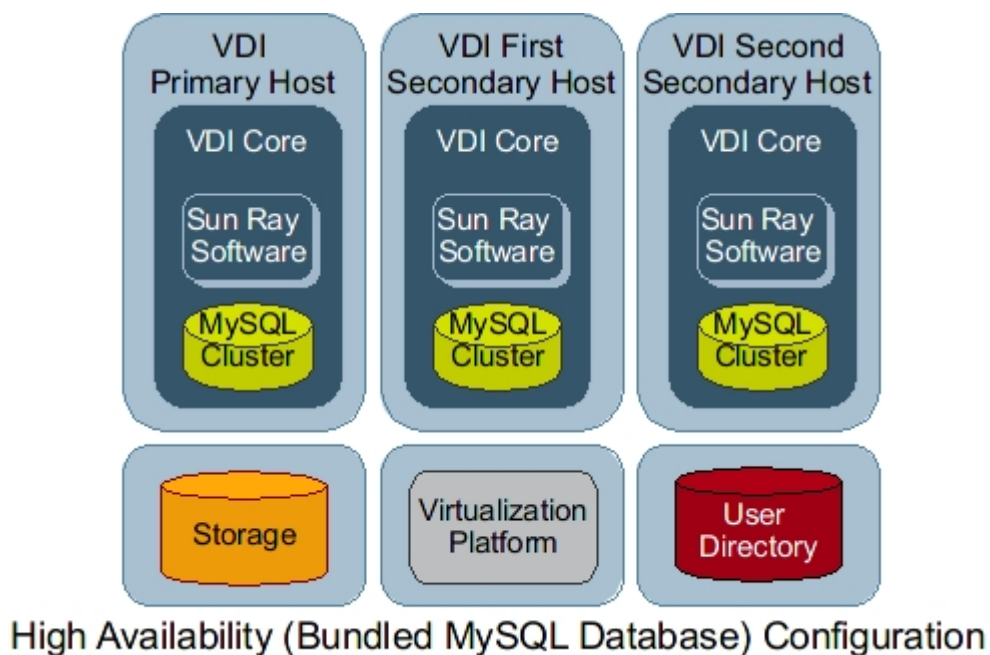 VDI
Primary Host
VDI Core
Sun Ray
Software
MySQL
Cluster
VDI First
Secondary Host
VDI Core
Sun Ray
Software
MySQL
Cluster
VDI Second
Secondary Host
VDI Core
Sun Ray
Software
MySQL
Cluster
Storage
Virtualization
Platform
User
Directory
High Availability (Bundled MySQL Database) Configuration